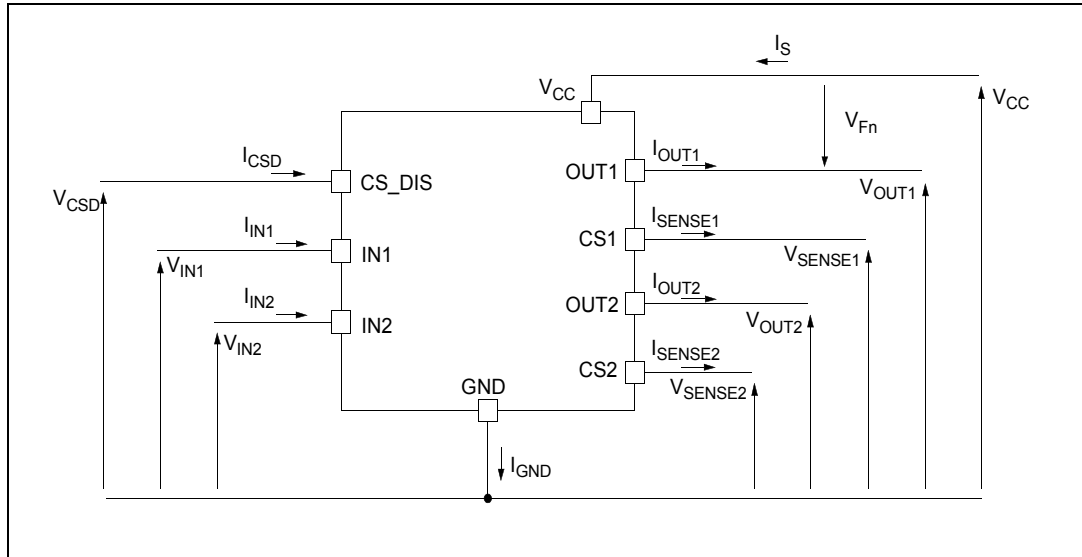 I_S
V_CC
V_CC
V_Fn
I_CSD
CS_DIS
V_CSD
I_IN1
IN1
V_IN1
I_IN2
IN2
V_IN2
I_OUT1
OUT1
V_OUT1
I_SENSE1
CS1
V_SENSE1
I_OUT2
OUT2
V_OUT2
I_SENSE2
CS2
V_SENSE2
GND
I_GND